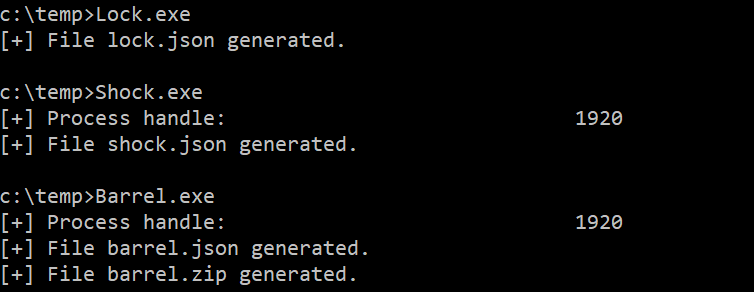 c:\temp>Lock.exe
[+] File lock.json generated.
c:\temp>Shock.exe
[+] Process handle: 1920
[+] File shock.json generated.
c:\temp>Barrel.exe
[+] Process handle: 1920
[+] File barrel.json generated.
[+] File barrel.zip generated.